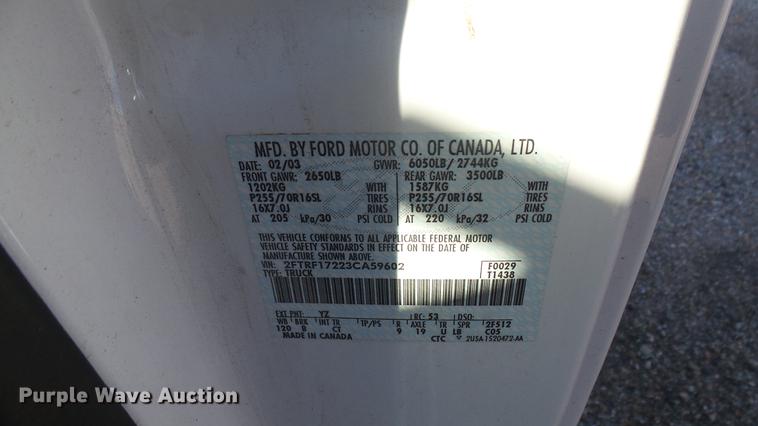 MFD. BY FORD MOTOR CO. OF CANADA, LTD.
DATE: 02/03 GVWR: 6050LB/ 2744KG
FRONT GAWR: 2650LB REAR GAWR: 3500LB
1202KG WITH 1587KG WITH
P255/70R16SL TIRES P255/70R16SL TIRES
16X7.0J RINS 16X7.0J RINS
AT 205 kPa/30 PSI COLD AT 220 kPa/32 PSI COLD
THIS VEHICLE CONFORMS TO ALL APPLICABLE FEDERAL MOTOR
VEHICLE SAFETY STANDARDS IN EFFECT ON THE DATE OF
MANUFACTURE SHOWN ABOVE.
VIN: 2FTRF17223CA59602 F0029
TYPE: TRUCK T1438
EXT PNT: YZ RC: 53 DSO:
WB BRK INT TR TP/PS R AXLE TR SPR 2F512
120 B CT 9 19 U LB C05
MADE IN CANADA CTC 2U5A-1520472-AA
Purple Wave Auction